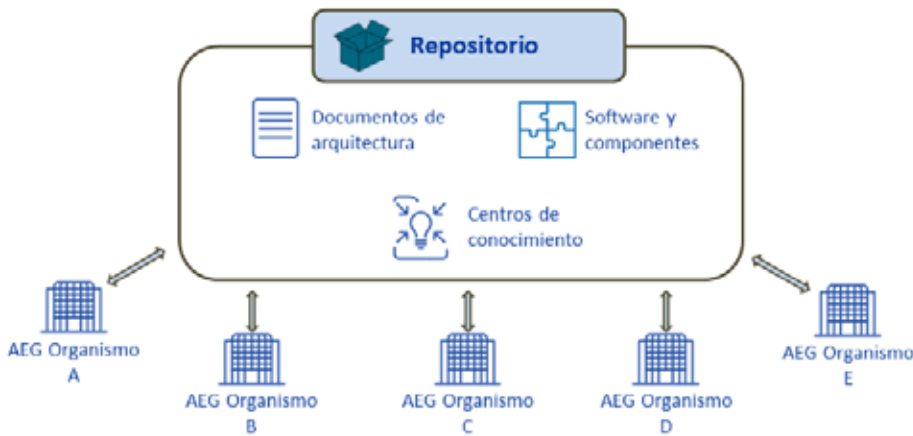 Repositorio
Documentos de
arquitectura
Software y
componentes
Centros de
conocimiento
AEG Organismo
A
AEG Organismo
B
AEG Organismo
C
AEG Organismo
D
AEG Organismo
E